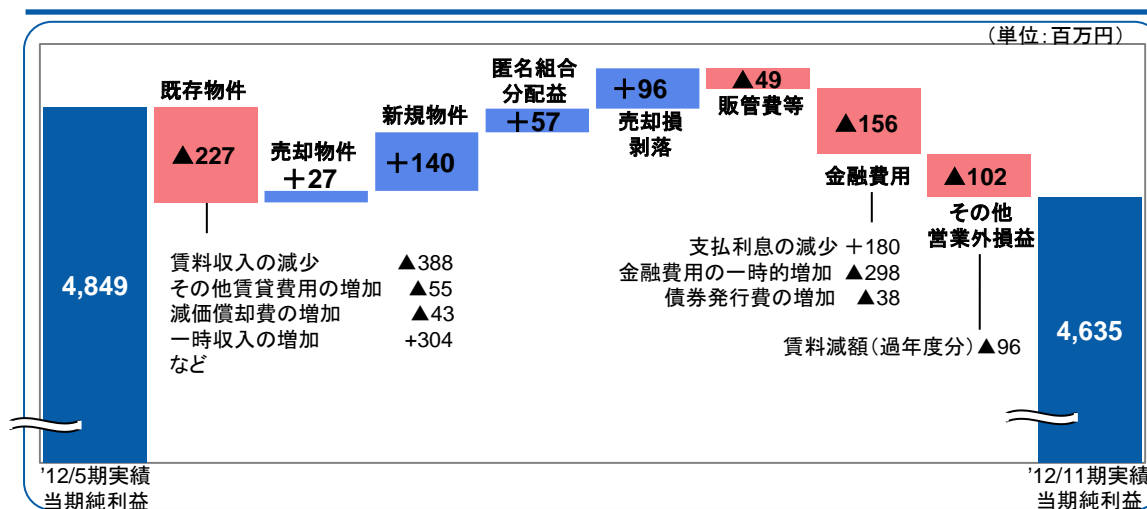 (単位:百万円)
既存物件
▲227
売却物件
+27
新規物件
+140
匿名組合
分配益
+57
+96
売却損
剥落
▲49
販管費等
▲156
金融費用
▲102
その他
営業外損益
4,849
賃料収入の減少 ▲388
その他賃貸費用の増加 ▲55
減価償却費の増加 ▲43
一時収入の増加 +304
など
支払利息の減少 +180
金融費用の一時的増加 ▲298
債券発行費の増加 ▲38
賃料減額(過年度分)▲96
4,635
'12/5期実績
当期純利益
'12/11期実績
当期純利益